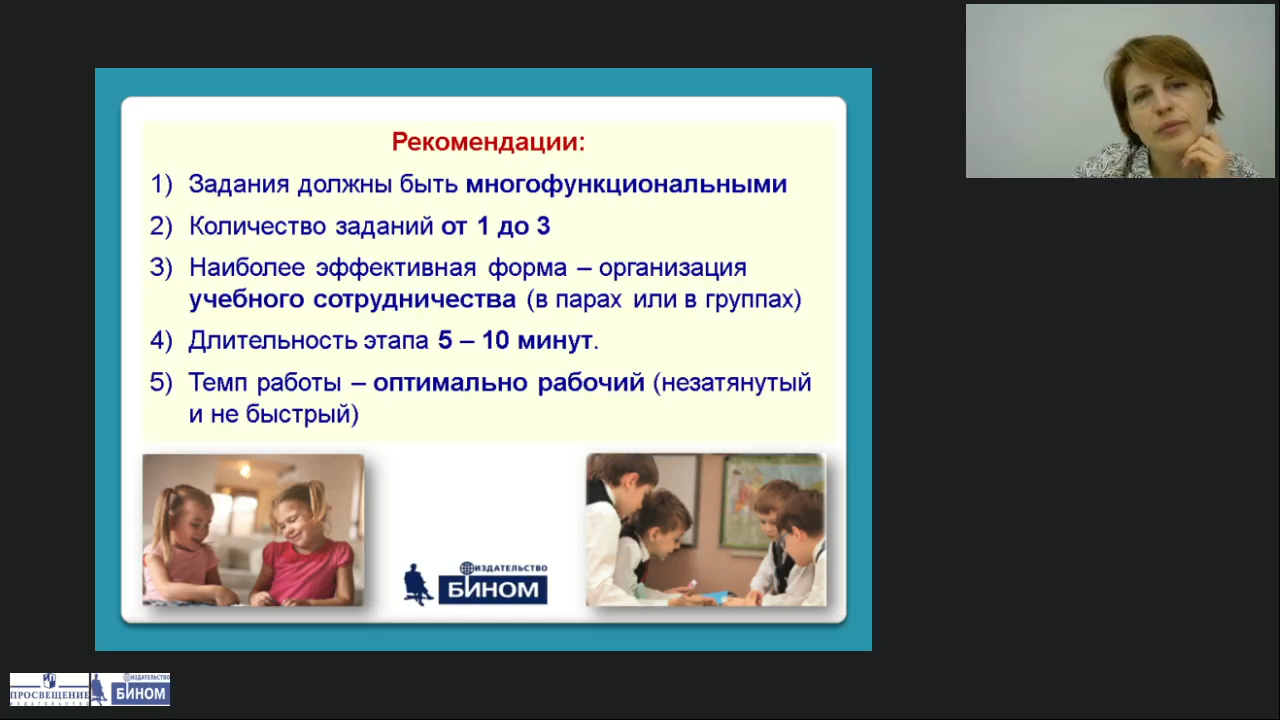 Рекомендации:
1) Задания должны быть многофункциональными
2) Количество заданий от 1 до 3
3) Наиболее эффективная форма – организация
учебного сотрудничества (в парах или в группах)
4) Длительность этапа 5 – 10 минут.
5) Темп работы – оптимально рабочий (незатянутый
и не быстрый)
ИЗДАТЕЛЬСТВО
БИНОМ
ПРОСВЕЩЕНИЕ
ИЗДАТЕЛЬСТВО
ИЗДАТЕЛЬСТВО
БИНОМ